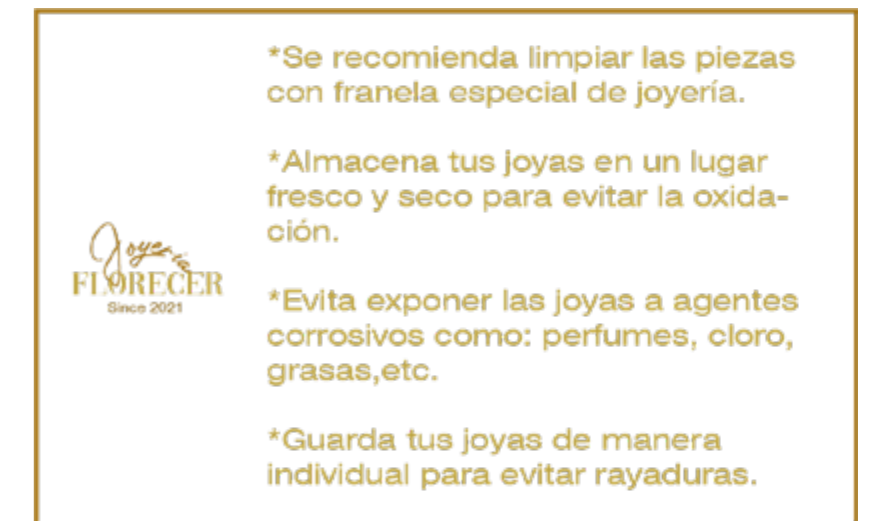 *Se recomienda limpiar las piezas
con franela especial de joyería.
*Almacena tus joyas en un lugar
fresco y seco para evitar la oxida-
ción.
Joyería
FLORECER
Since 2021
*Evita exponer las joyas a agentes
corrosivos como: perfumes, cloro,
grasas,etc.
*Guarda tus joyas de manera
individual para evitar rayaduras.